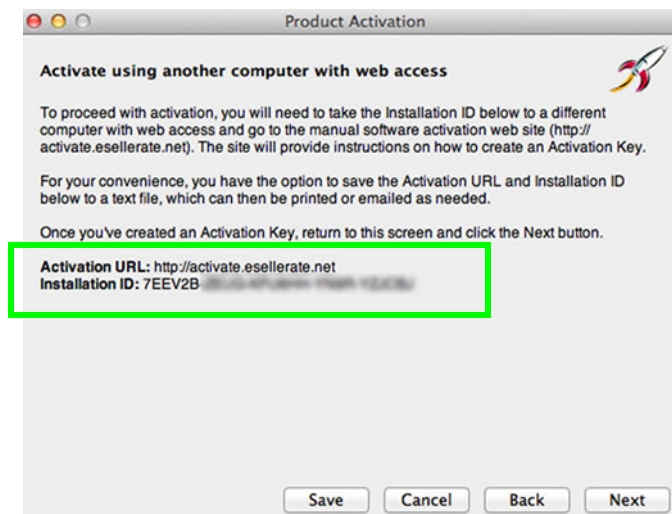 Product Activation
Activate using another computer with web access
To proceed with activation, you will need to take the Installation ID below to a different
computer with web access and go to the manual software activation web site (http://
activate.esellerate.net). The site will provide instructions on how to create an Activation Key.
For your convenience, you have the option to save the Activation URL and Installation ID
below to a text file, which can then be printed or emailed as needed.
Once you've created an Activation Key, return to this screen and click the Next button.
Activation URL: http://activate.esellerate.net
Installation ID: 7EEV2B
Save Cancel Back Next